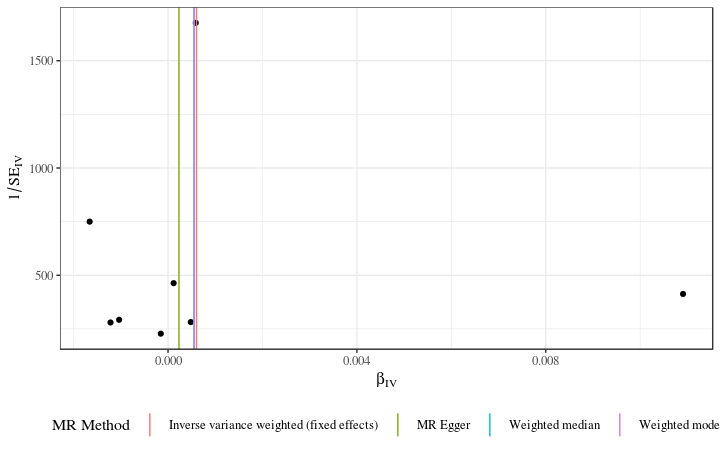 1500
1000
500
1/SE_IV
0.000 0.004 0.008
β_IV
MR Method Inverse variance weighted (fixed effects) MR Egger Weighted median Weighted mode